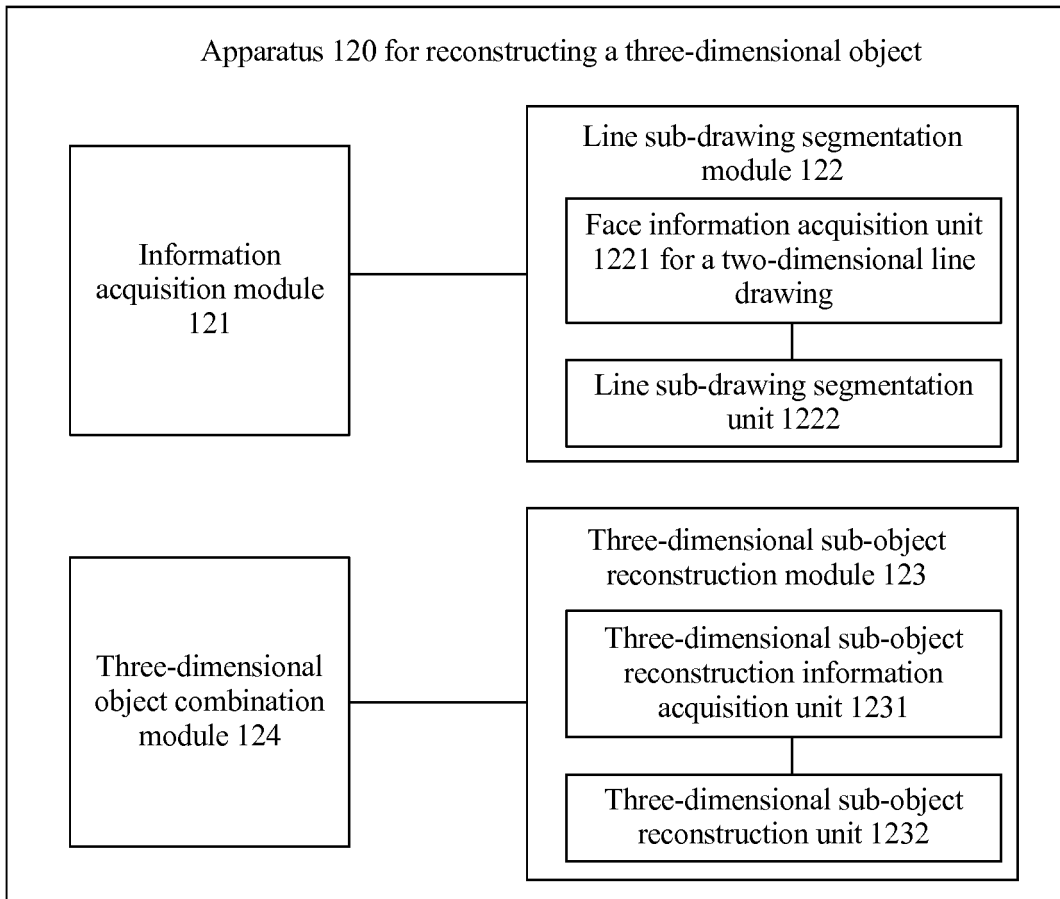 Apparatus 120 for reconstructing a three-dimensional object
Information
acquisition module
121
Line sub-drawing segmentation
module 122
Face information acquisition unit
1221 for a two-dimensional line
drawing
Line sub-drawing segmentation
unit 1222
Three-dimensional
object combination
module 124
Three-dimensional sub-object
reconstruction module 123
Three-dimensional sub-object
reconstruction information
acquisition unit 1231
Three-dimensional sub-object
reconstruction unit 1232